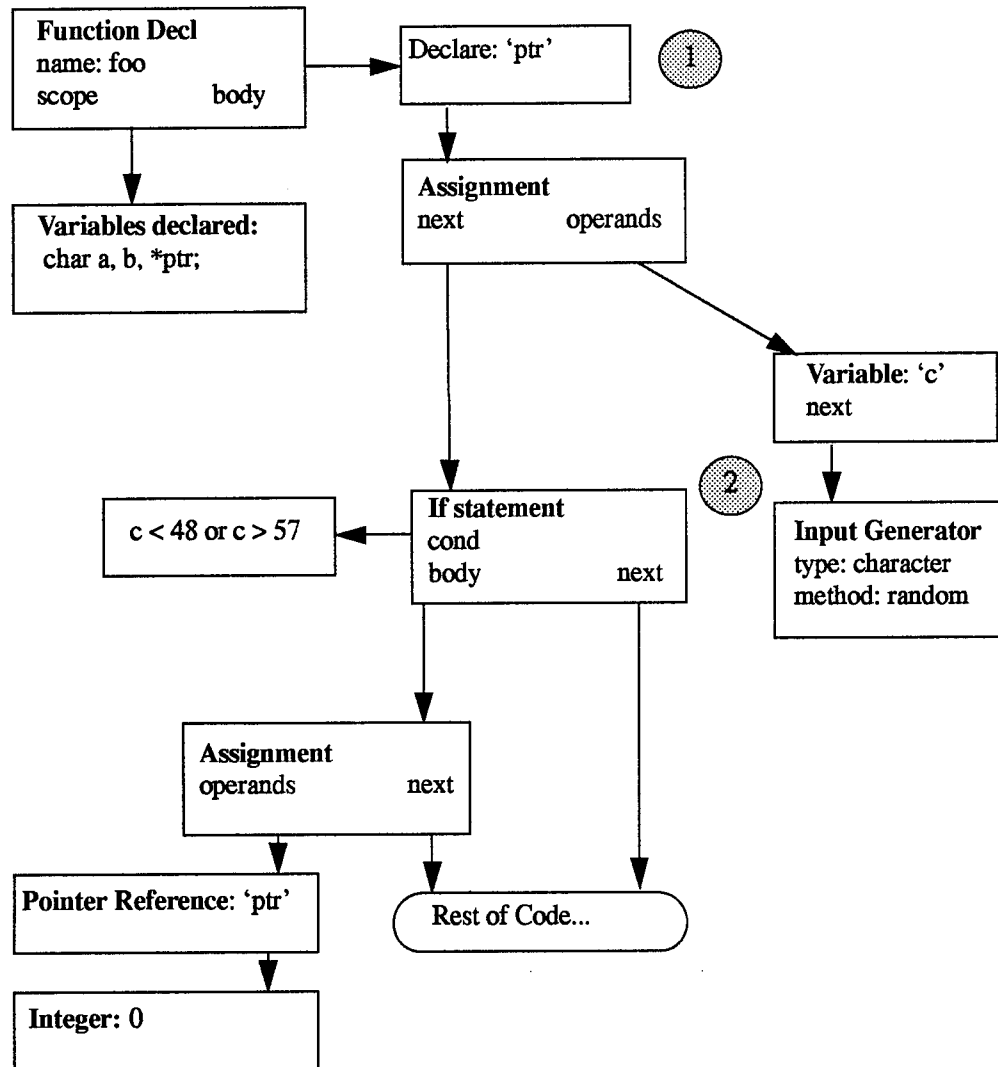 Function Decl
name: foo
scope body
Declare: ‘ptr’
1
Assignment
next operands
Variables declared:
char a, b, *ptr;
Variable: ‘c’
next
2
If statement
cond
body next
c < 48 or c > 57
Input Generator
type: character
method: random
Assignment
operands next
Pointer Reference: ‘ptr’
Rest of Code...
Integer: 0